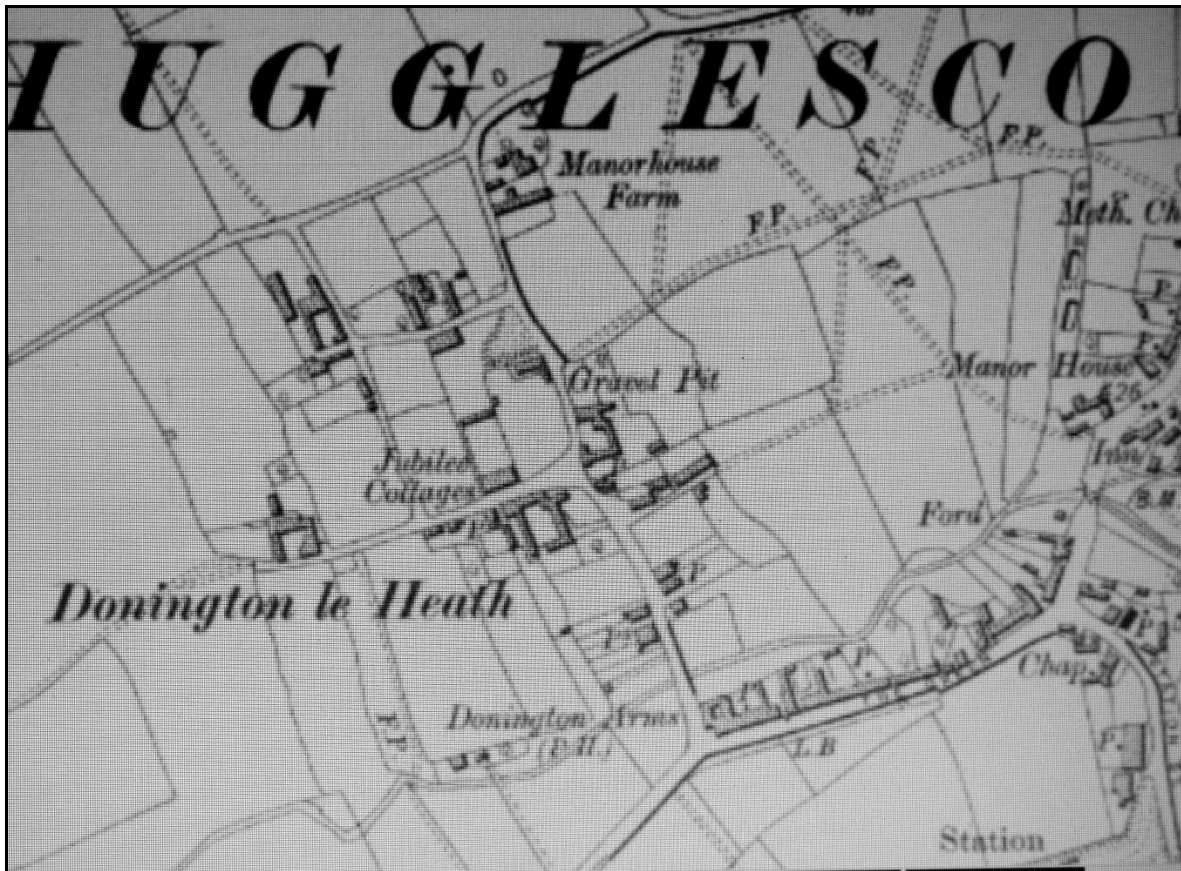 HUGGLESCO
F.P.
F.P.
Manorhouse
Farm
Meth. Ch
F.P.
F.P.
P.
Manor House
626
Gravel Pit
Inn
Jubilee
Cottages
B.M.
Ford
P
Donington le Heath
P
P
P
P
Chap.
Donington Arms
(P.H.)
F.P.
L.B
P.
Station